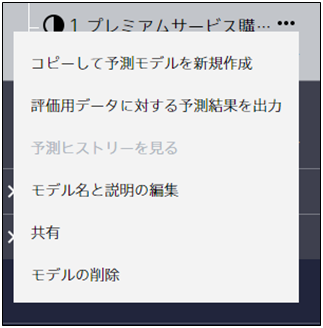 1 プレミアムサービス購… •••
コピーして予測モデルを新規作成
評価用データに対する予測結果を出力
予測ヒストリーを見る
モデル名と説明の編集
共有
モデルの削除